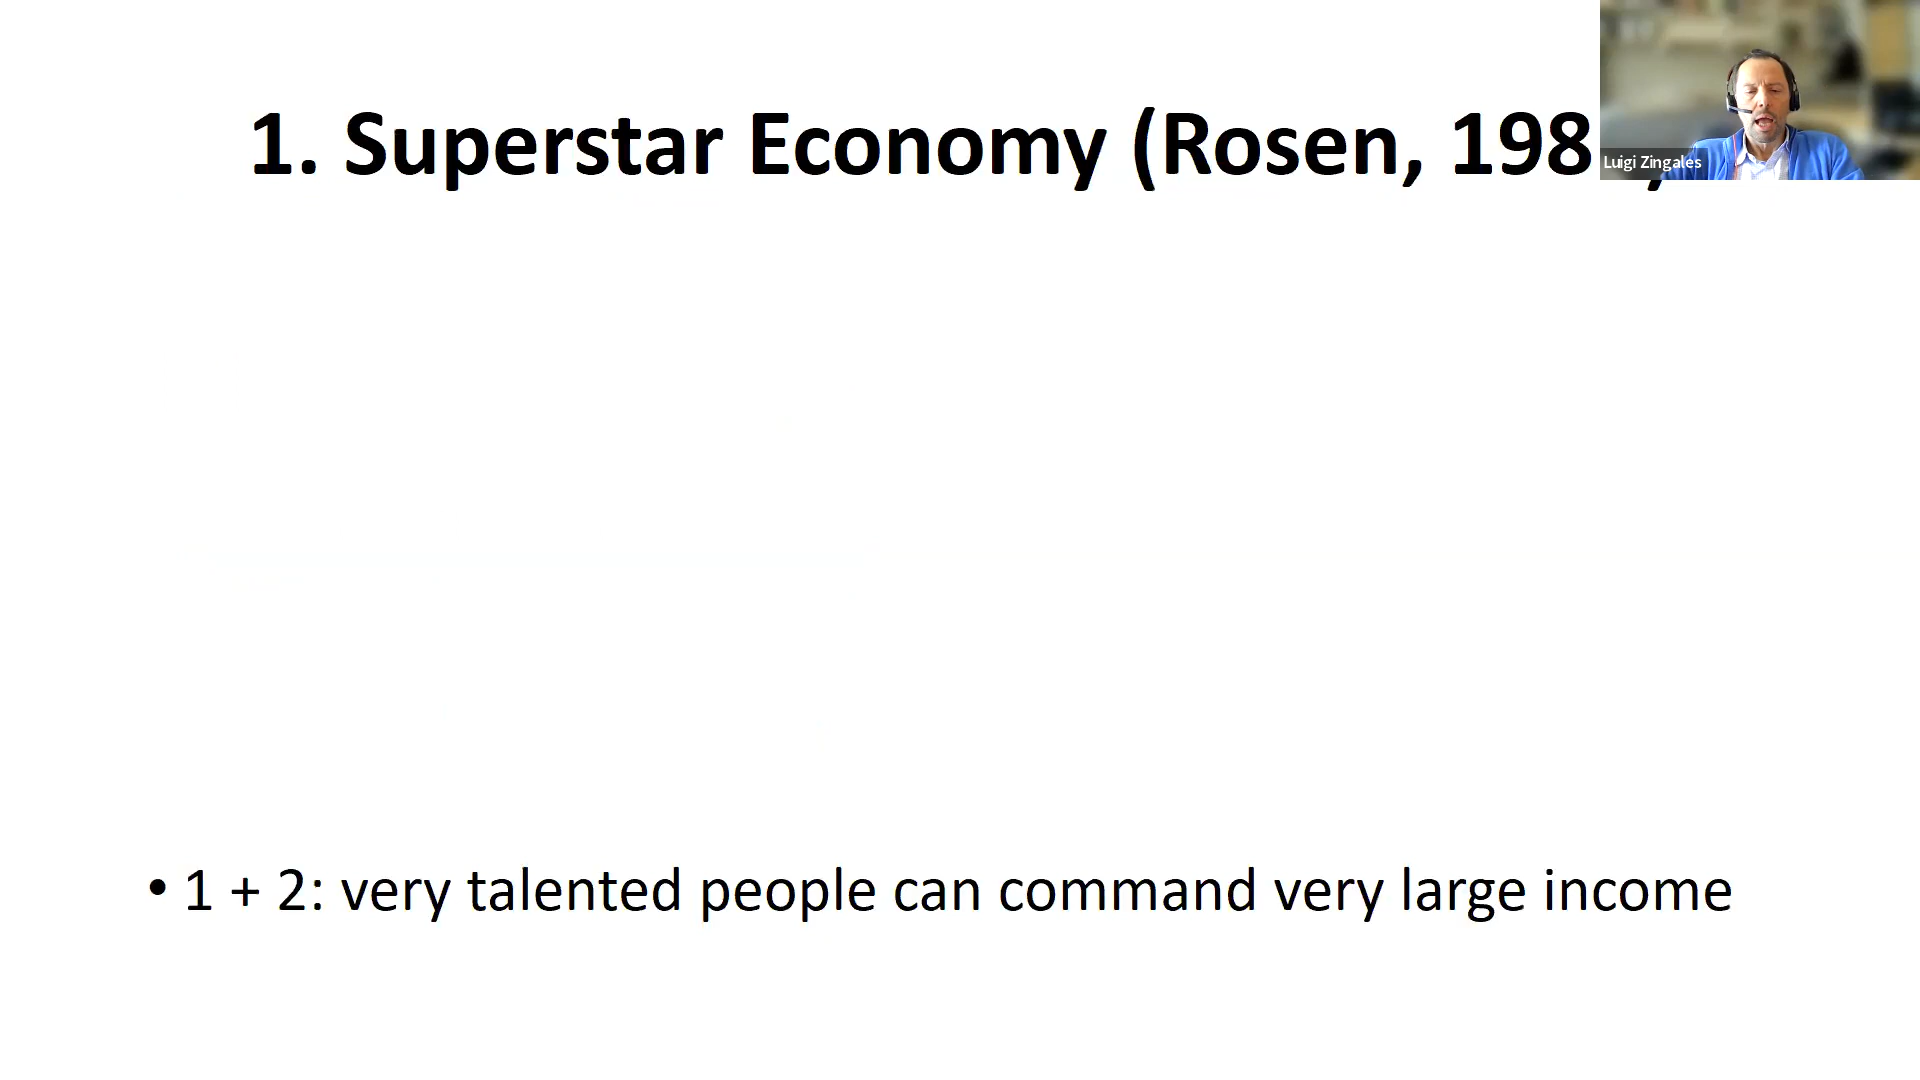 1. Superstar Economy (Rosen, 198
Luigi Zingales
• 1 + 2: very talented people can command very large income